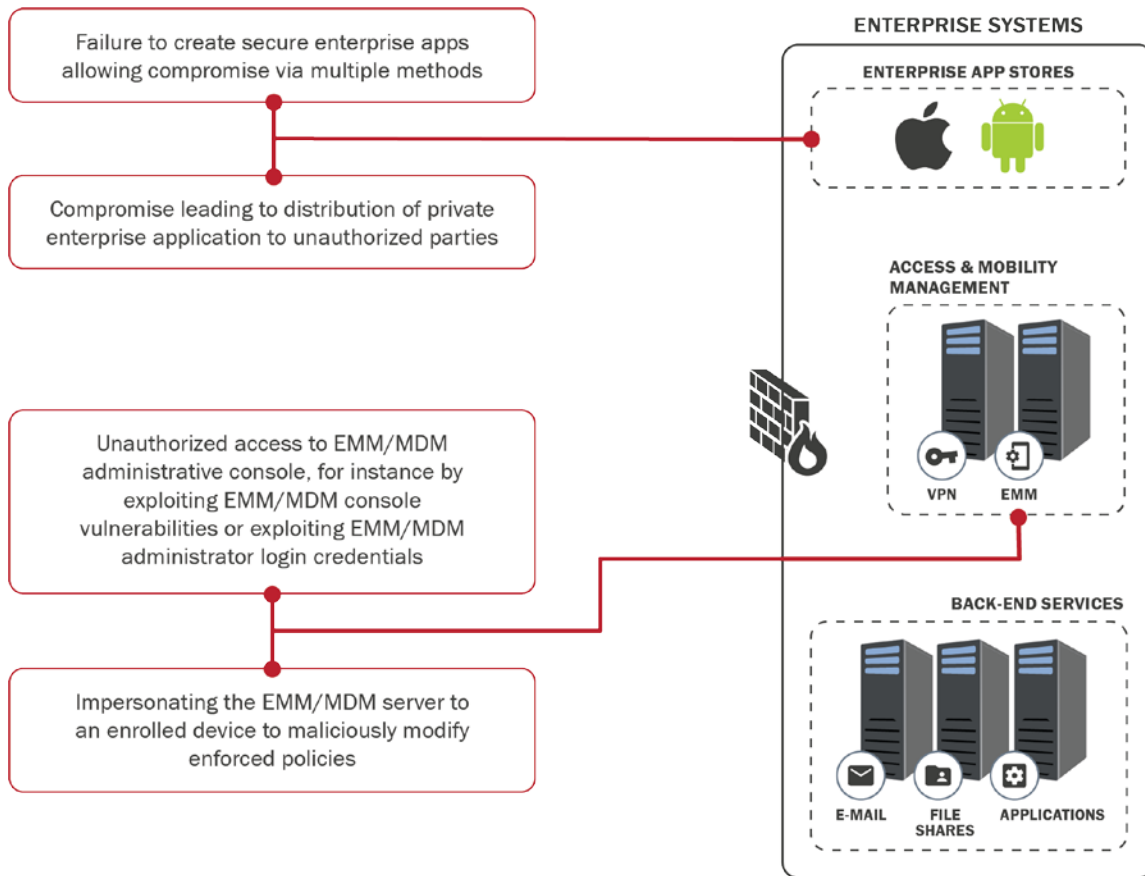 Failure to create secure enterprise apps
allowing compromise via multiple methods
Compromise leading to distribution of private
enterprise application to unauthorized parties
Unauthorized access to EMM/MDM
administrative console, for instance by
exploiting EMM/MDM console
vulnerabilities or exploiting EMM/MDM
administrator login credentials
Impersonating the EMM/MDM server to
an enrolled device to maliciously modify
enforced policies
ENTERPRISE SYSTEMS
ENTERPRISE APP STORES
ACCESS & MOBILITY
MANAGEMENT
VPN
EMM
BACK-END SERVICES
E-MAIL
FILE
SHARES
APPLICATIONS